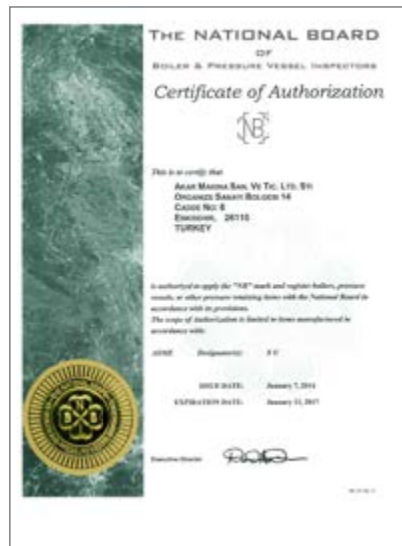 THE NATIONAL BOARD
OF
BOILER & PRESSURE VESSEL INSPECTORS
Certificate of Authorization
NB
This is to certify that
AKAR MAKINA SAN. VE TIC. LTD. STI
ORGANIZE SANAYI BOLGESI 14
CADDE NO: 8
ESKISEHIR, 26110
TURKEY
is authorized to apply the "NB" mark and register boilers, pressure
vessels, or other pressure retaining items with the National Board in
accordance with its provisions.
The scope of Authorization is limited to items manufactured in
accordance with:
ASME Designator(s): S U
ISSUE DATE: January 7, 2014
EXPIRATION DATE: January 2017
Executive Director